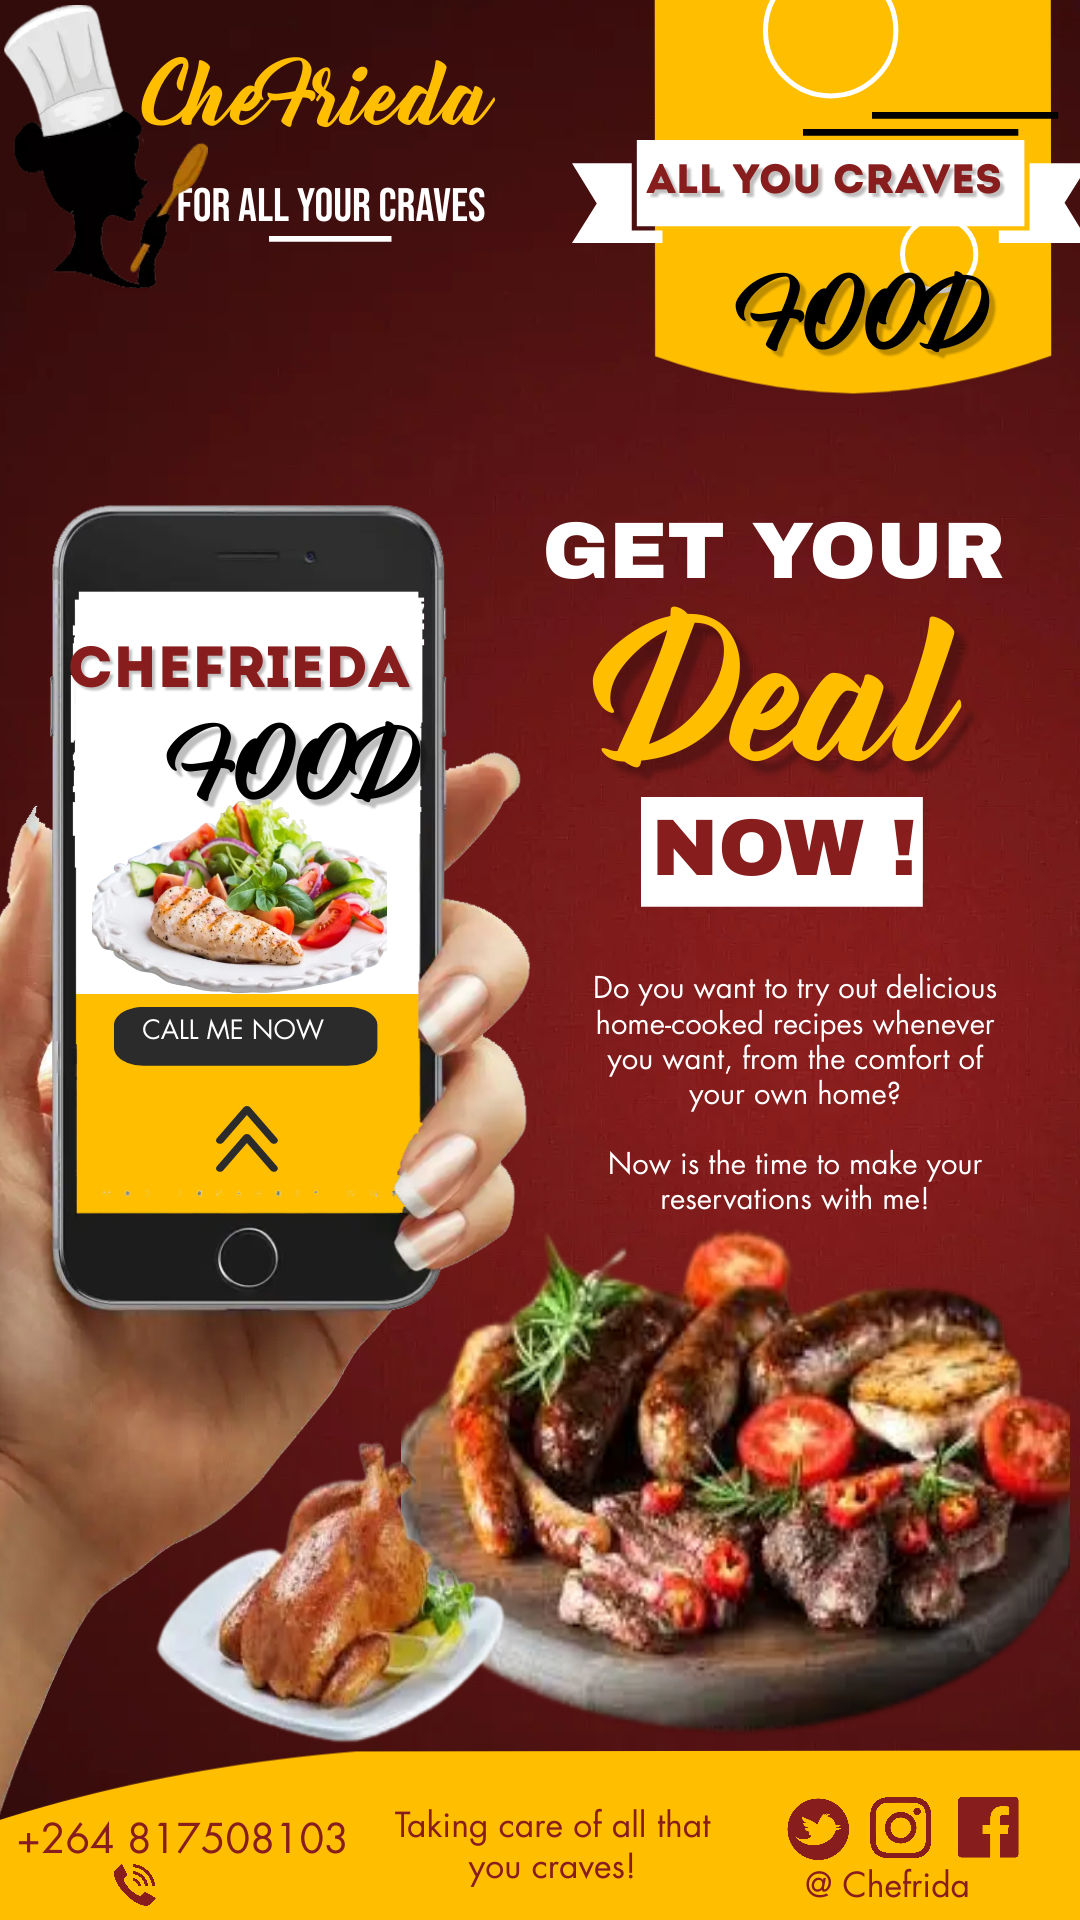 CheFrieda
FOR ALL YOUR CRAVES
ALL YOU CRAVES
FOOD
GET YOUR
Deal
NOW !
CHEFRIEDA
FOOD
CALL ME NOW
Do you want to try out delicious
home-cooked recipes whenever
you want, from the comfort of
your own home?
Now is the time to make your
reservations with me!
+264 817508103
Taking care of all that
you craves!
@ Chefrida